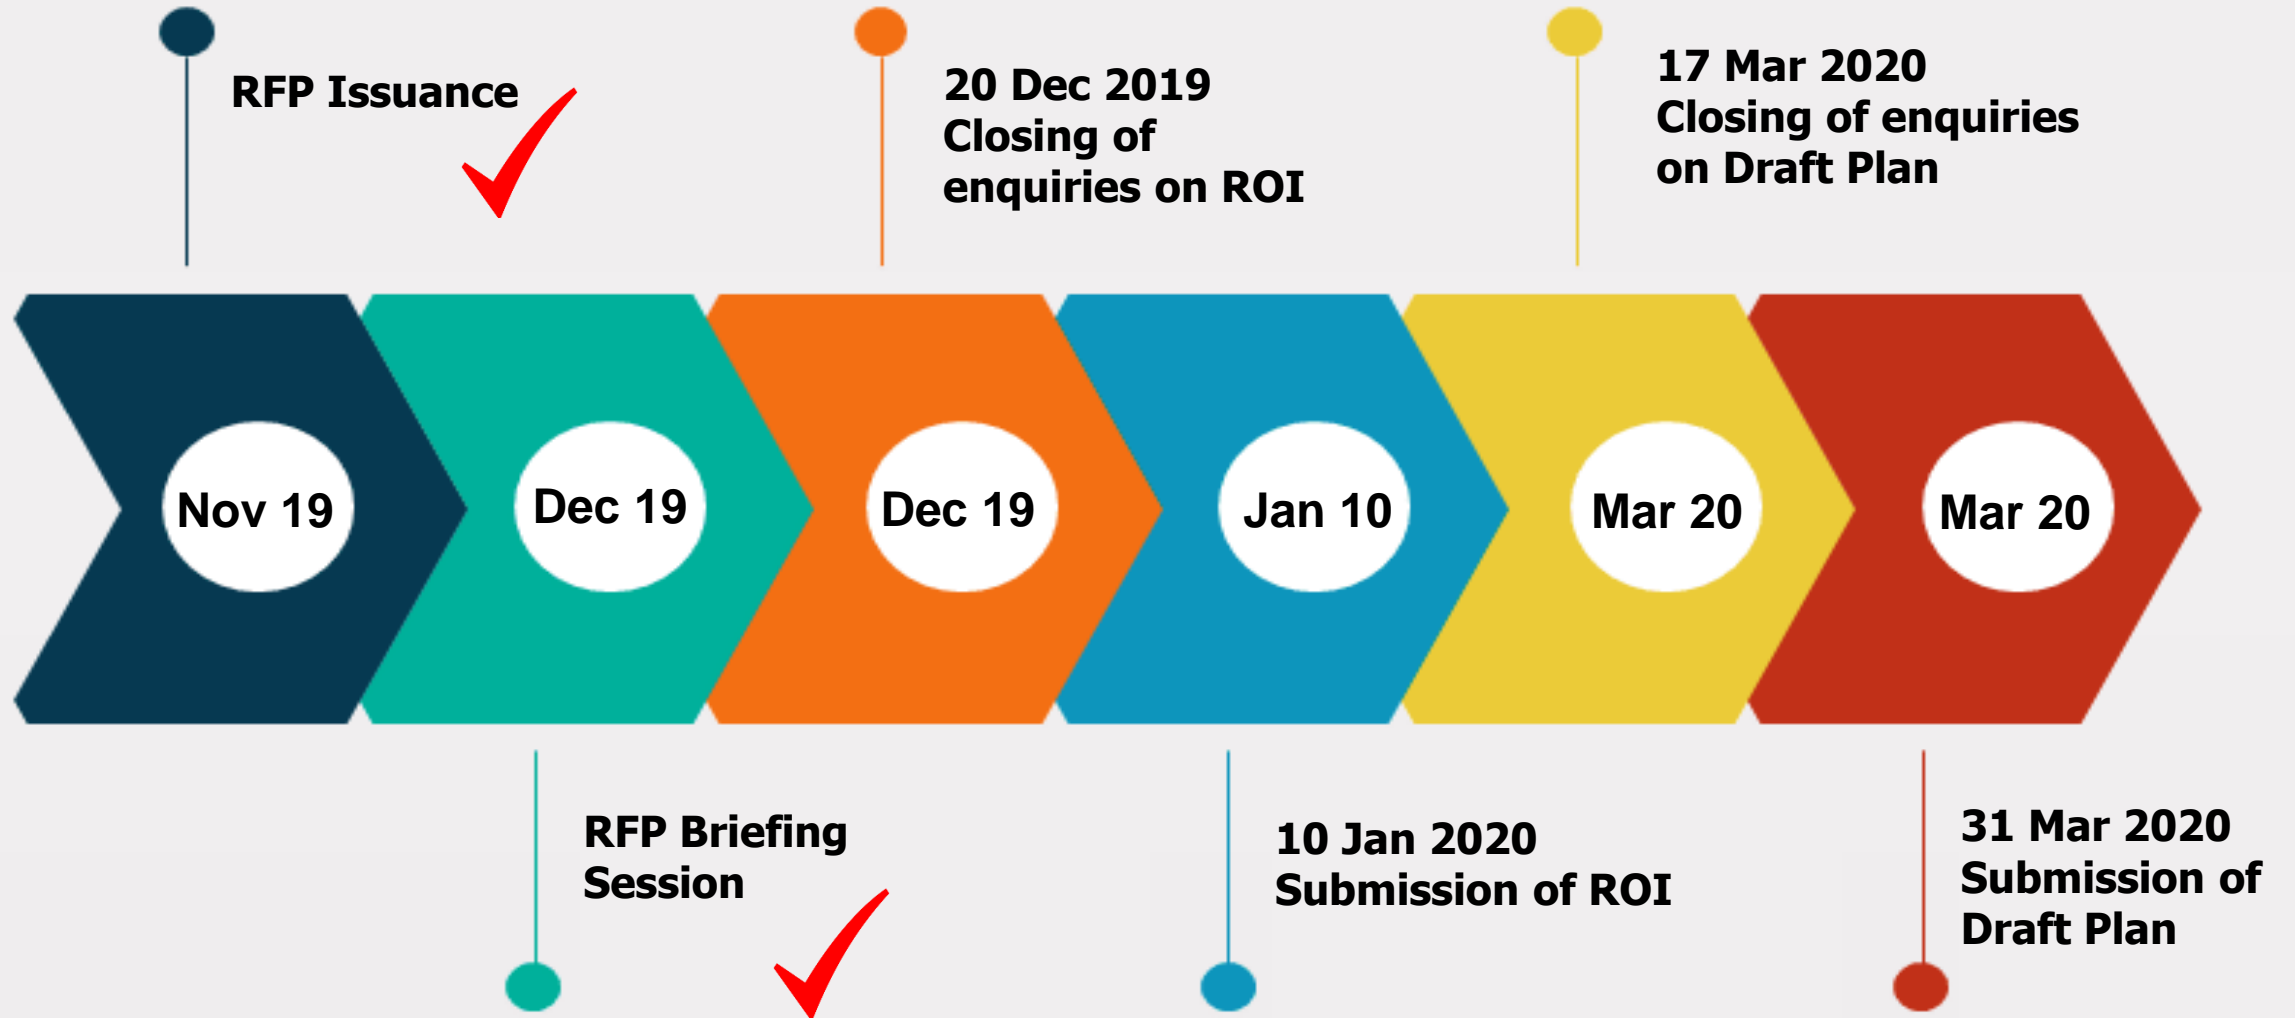 RFP Issuance
20 Dec 2019
Closing of
enquiries on ROI
17 Mar 2020
Closing of enquiries
on Draft Plan
Nov 19
Dec 19
Dec 19
Jan 10
Mar 20
Mar 20
RFP Briefing
Session
10 Jan 2020
Submission of ROI
31 Mar 2020
Submission of
Draft Plan